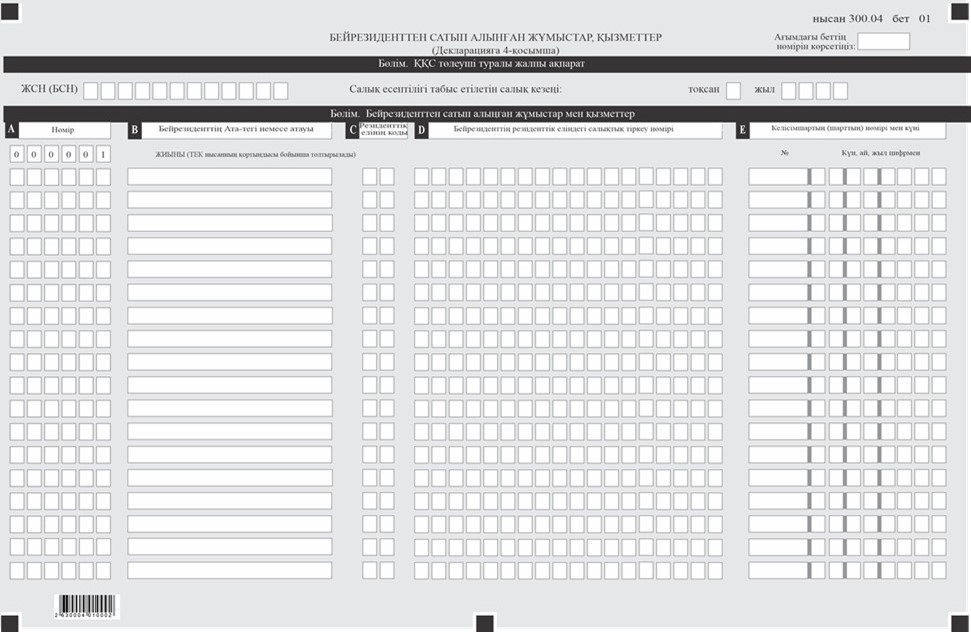 нысан 300.04 бет 01
БЕЙРЕЗИДЕНТТЕН САТЫП АЛЫНҒАН ЖҰМЫСТАР, ҚЫЗМЕТТЕР
(Декларацияға 4-қосымша)
Ағымдағы беттің
нөмірін көрсетіңіз:
Бөлім. ҚҚС төлеуші туралы жалпы ақпарат
ЖСН (БСН)
Салық есептілігі табыс етілетін салық кезеңі:
тоқсан
жыл
Бөлім. Бейрезиденттен сатып алынған жұмыстар мен қызметтер
A Нөмір
B Бейрезиденттің Ата-тегі немесе атауы
C Резиденттік
елінің коды
D Бейрезиденттің резиденттік еліндегі салықтық тіркеу нөмірі
E Келісімшарттың (шарттың) нөмірі мен күні
0 0 0 0 0 1
ЖИЫНЫ (ТЕК нысанның қортындысы бойынша толтырылады)
№
Күн, ай, жыл цифрмен
2630004010002